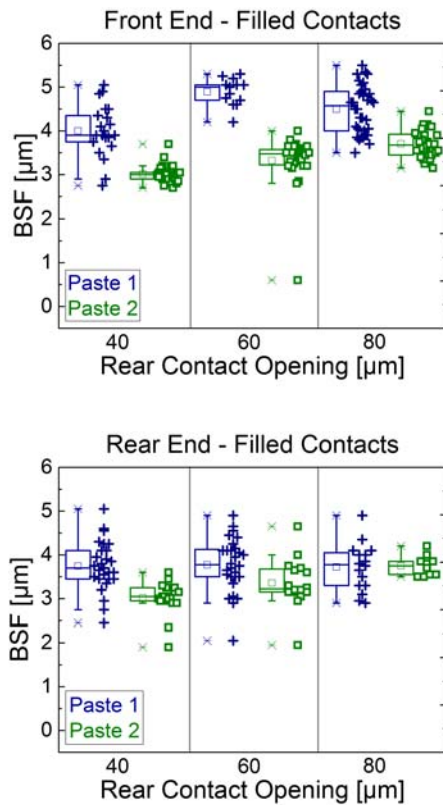 Front End - Filled Contacts
6
5
4
3
2
1
0
BSF [µm]
Paste 1
Paste 2
40
60
80
Rear Contact Opening [µm]
Rear End - Filled Contacts
6
5
4
3
2
1
0
BSF [µm]
Paste 1
Paste 2
40
60
80
Rear Contact Opening [µm]